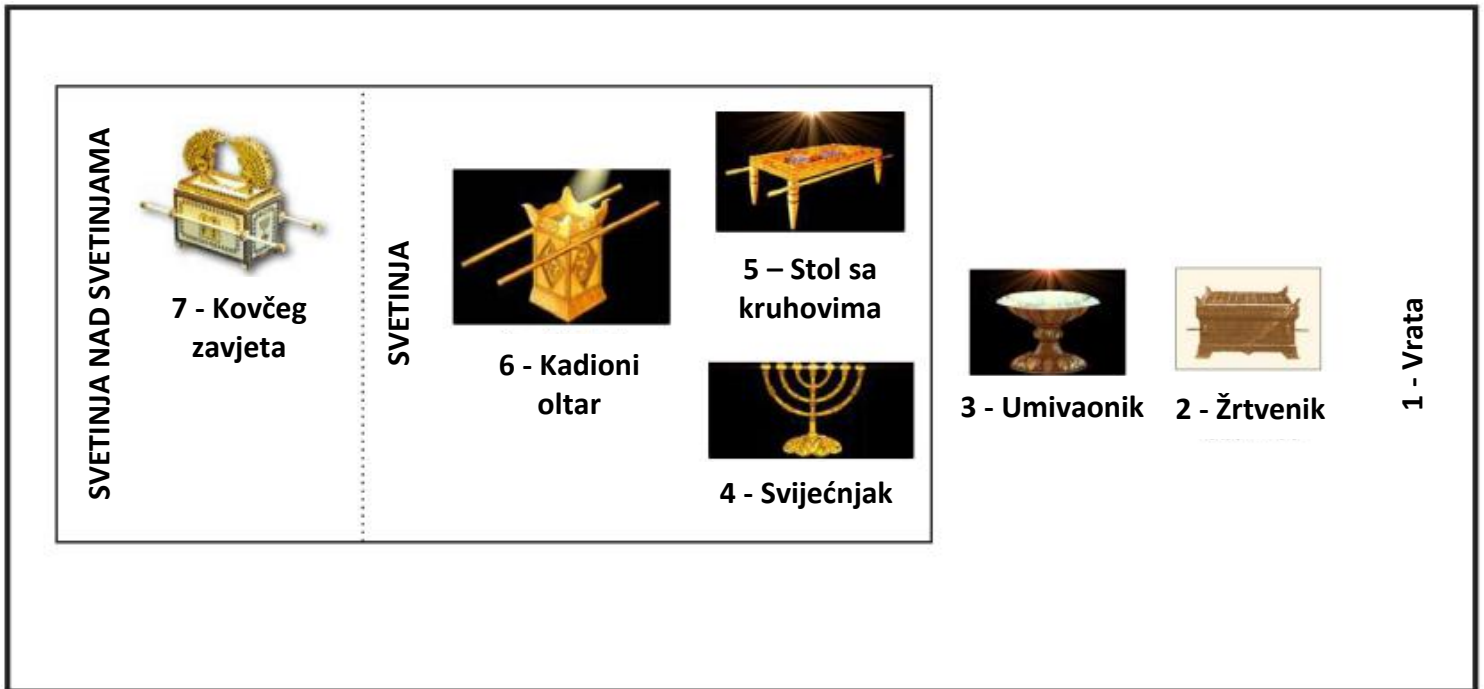 SVETINJA NAD SVETINJAMA
7 - Kovčeg
zavjeta
SVETINJA
6 - Kadioni
oltar
5 – Stol sa
kruhovima
4 - Svijećnjak
3 - Umivaonik
2 - Žrtvenik
1 - Vrata